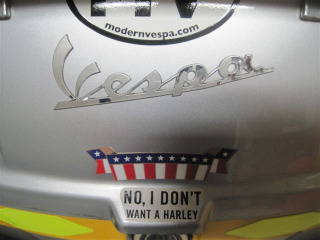 modernvespa.com
Vespa
NO, I DON'T
WANT A HARLEY